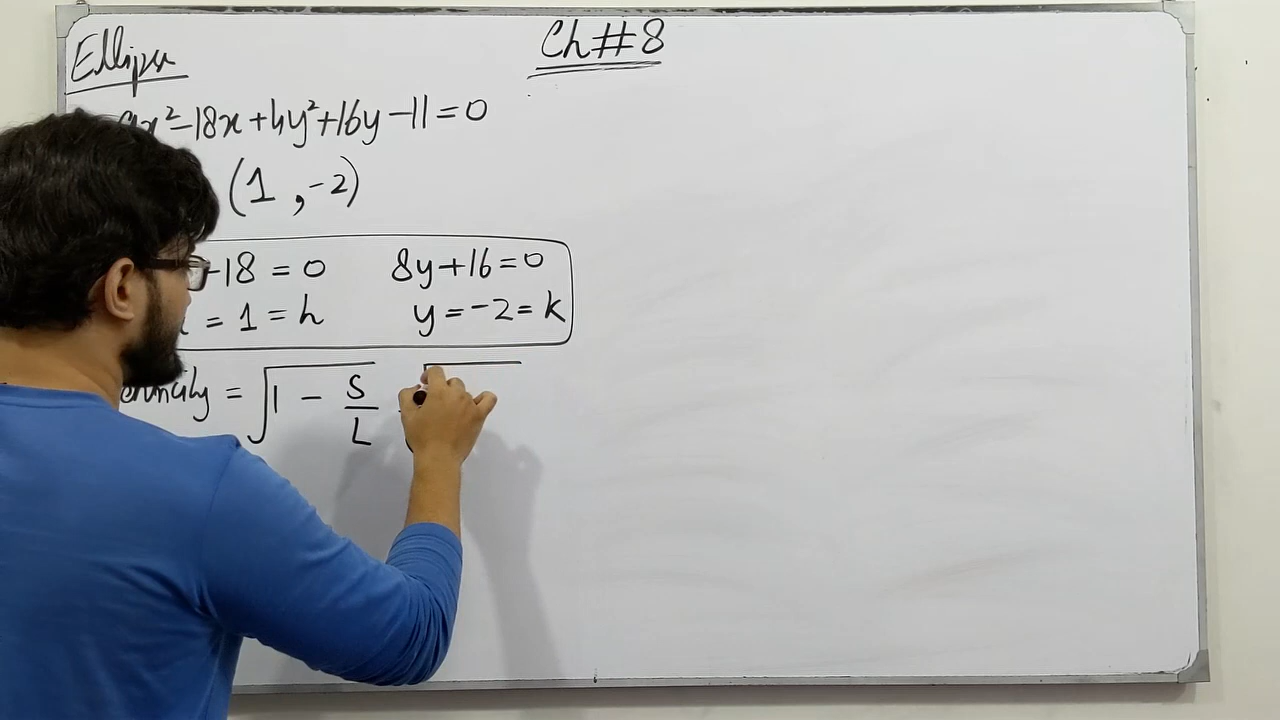 Ch#8
Ellipse
9x²-18x+4y²+16y-11=0
(1, -2)
-18 = 0 8y+16=0
= 1 = h y = -2 = k
= √1 - S/L